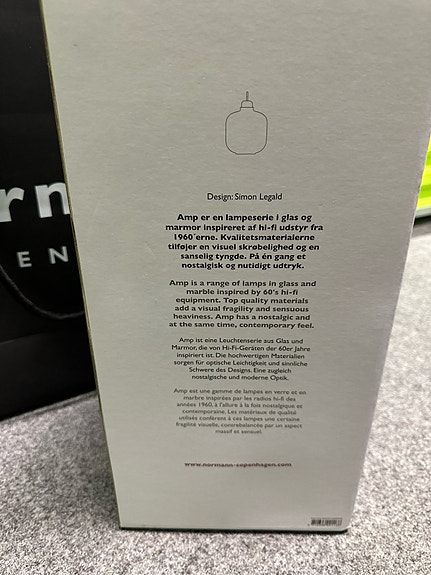 rm
EN
Design: Simon Legald
Amp er en lampeserie i glas og
marmor inspireret af hi-fi udstyr fra
1960'erne. Kvalitetsmaterialerne
tilføjer en visuel skrøbelighed og en
sanselig tyngde. På én gang et
nostalgisk og nutidigt udtryk.
Amp is a range of lamps in glass and
marble inspired by 60's hi-fi
equipment. Top quality materials
add a visual fragility and sensuous
heaviness. Amp has a nostalgic and
at the same time, contemporary feel.
Amp ist eine Leuchtenserie aus Glas und
Marmor, die von Hi-Fi-Geräten der 60er Jahre
inspiriert ist. Die hochwertigen Materialien
sorgen für optische Leichtigkeit und sinnliche
Schwere des Designs. Eine zugleich
nostalgische und moderne Optik.
Amp est une gamme de lampes en verre et en
marbre inspirées par les radios hi-fi des
années 1960, à l'allure à la fois nostalgique et
contemporaine. Les matériaux de qualité
utilisés confèrent à ces lampes une certaine
fragilité visuelle, contrebalancée par un aspect
massif et sensuel.
www.normann-copenhagen.com